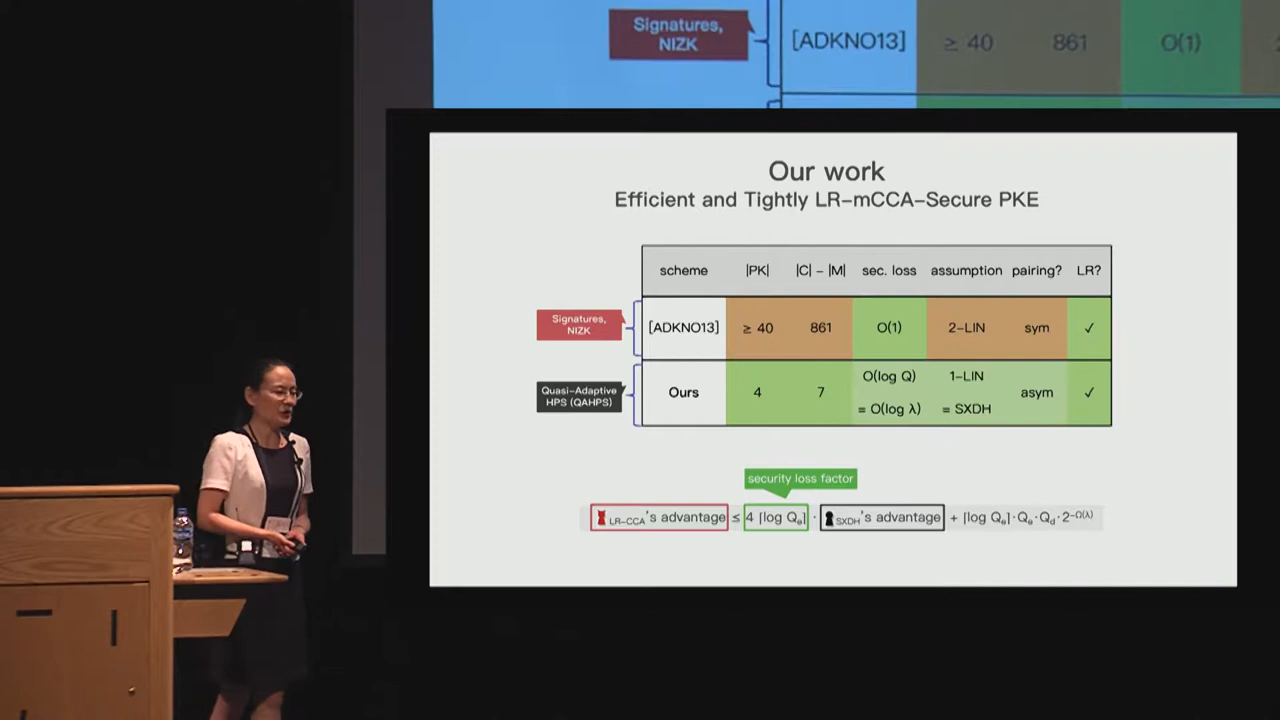 Signatures,
NIZK
[ADKNO13] ≥ 40 861 O(1)
Our work
Efficient and Tightly LR-mCCA-Secure PKE
scheme |PK| |C| - |M| sec. loss assumption pairing? LR?
Signatures,
NIZK
[ADKNO13] ≥ 40 861 O(1) 2-LIN sym ✓
Quasi-Adaptive
HPS (QAHPS)
Ours 4 7 O(log Q) 1-LIN asym ✓
= O(log λ) = SXDH
security loss factor
LR-CCA's advantage ≤ 4 ⌈log Qₑ⌉ · SXDH's advantage + ⌈log Qₑ⌉·Qₑ·Q_d·2^-Ω(λ)